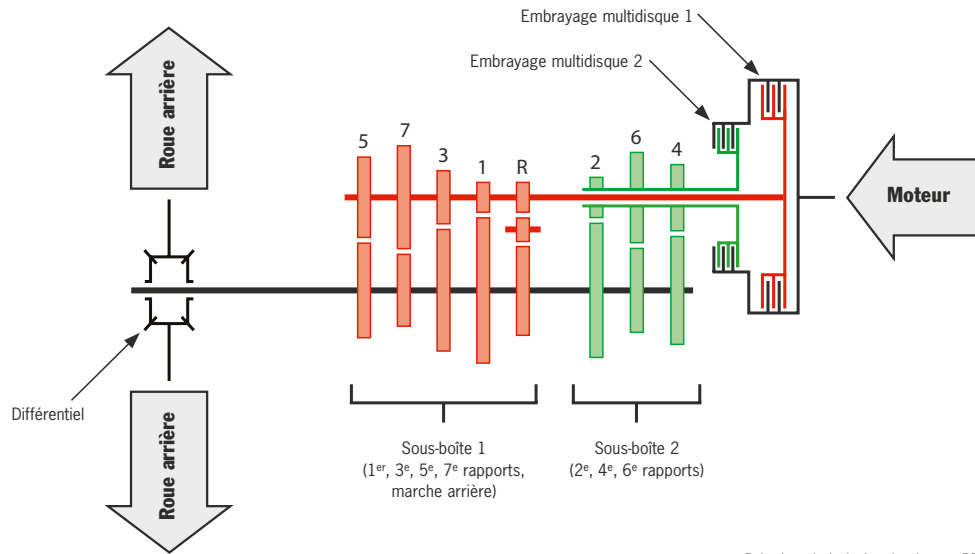 Embrayage multidisque 1
Embrayage multidisque 2
Roue arrière
5
7
3
1
R
2
6
4
Moteur
Différentiel
Roue arrière
Sous-boîte 1
(1er, 3e, 5e, 7e rapports,
marche arrière)
Sous-boîte 2
(2e, 4e, 6e rapports)